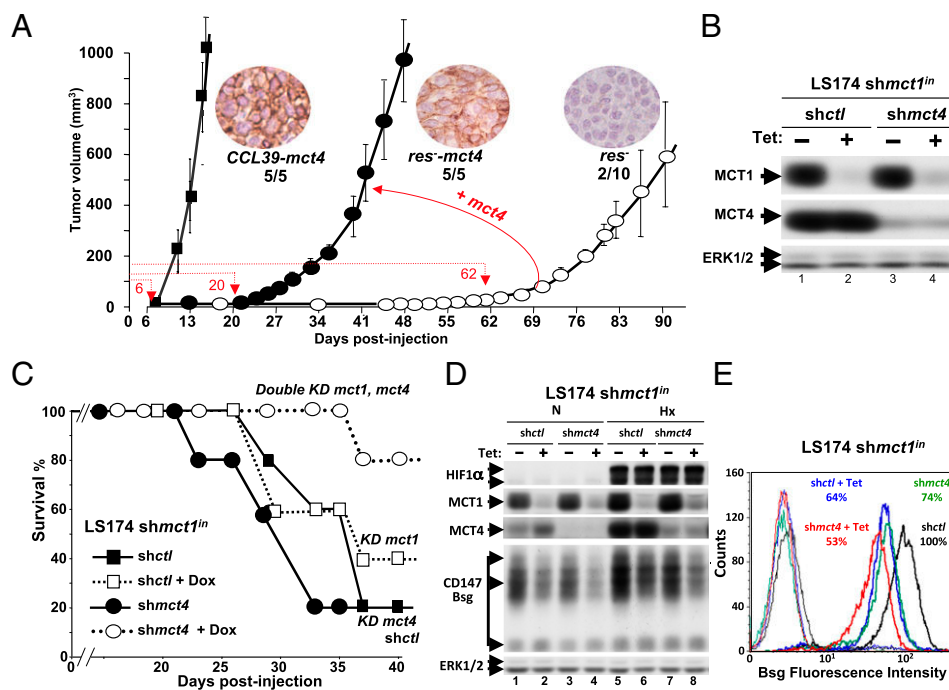 A
Tumor volume (mm³)
1000
800
600
400
200
0
CCL39-mct4
5/5
res⁻-mct4
5/5
res⁻
2/10
+ mct4
6
20
62
0 6 13 20 27 34 41 48 55 62 69 76 83 90
Days post-injection
B
LS174 shmct1ⁱⁿ
shctl shmct4
Tet: – + – +
MCT1
MCT4
ERK1/2
1 2 3 4
C
Survival %
100
80
60
40
20
0
Double KD mct1, mct4
LS174 shmct1ⁱⁿ
shctl
shctl + Dox
shmct4
shmct4 + Dox
KD mct1
KD mct4
shctl
20 25 30 35 40
Days post-injection
D
LS174 shmct1ⁱⁿ
N Hx
shctl shmct4 shctl shmct4
Tet: – + – + – + – +
HIF1α
MCT1
MCT4
CD147
Bsg
ERK1/2
1 2 3 4 5 6 7 8
E
LS174 shmct1ⁱⁿ
Counts
160
120
80
40
0
shctl + Tet
64%
shmct4
74%
shmct4 + Tet
53%
shctl
100%
0 10¹ 10²
Bsg Fluorescence Intensity